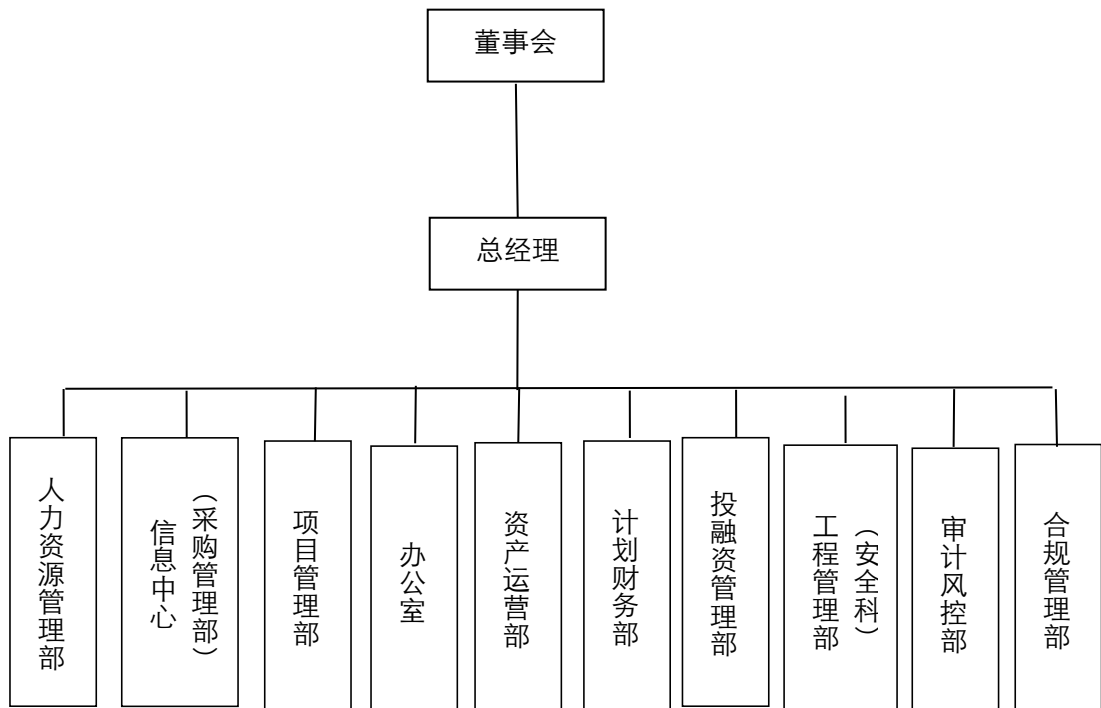 董事会
总经理
人力资源管理部
信息中心
（采购管理部）
项目管理部
办公室
资产运营部
计划财务部
投融资管理部
工程管理部
（安全科）
审计风控部
合规管理部